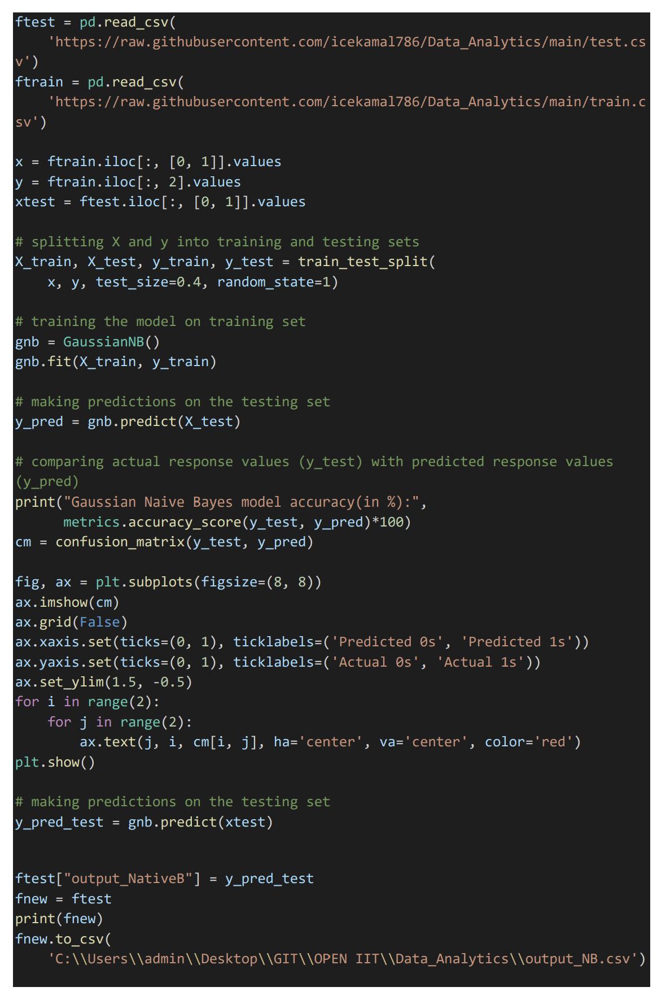 ftest = pd.read_csv(
    'https://raw.githubusercontent.com/icekamal786/Data_Analytics/main/test.cs
v')
ftrain = pd.read_csv(
    'https://raw.githubusercontent.com/icekamal786/Data_Analytics/main/train.c
sv')

x = ftrain.iloc[:, [0, 1]].values
y = ftrain.iloc[:, 2].values
xtest = ftest.iloc[:, [0, 1]].values

# splitting X and y into training and testing sets
X_train, X_test, y_train, y_test = train_test_split(
    x, y, test_size=0.4, random_state=1)

# training the model on training set
gnb = GaussianNB()
gnb.fit(X_train, y_train)

# making predictions on the testing set
y_pred = gnb.predict(X_test)

# comparing actual response values (y_test) with predicted response values
(y_pred)
print("Gaussian Naive Bayes model accuracy(in %):",
      metrics.accuracy_score(y_test, y_pred)*100)
cm = confusion_matrix(y_test, y_pred)

fig, ax = plt.subplots(figsize=(8, 8))
ax.imshow(cm)
ax.grid(False)
ax.xaxis.set(ticks=(0, 1), ticklabels=('Predicted 0s', 'Predicted 1s'))
ax.yaxis.set(ticks=(0, 1), ticklabels=('Actual 0s', 'Actual 1s'))
ax.set_ylim(1.5, -0.5)
for i in range(2):
    for j in range(2):
        ax.text(j, i, cm[i, j], ha='center', va='center', color='red')
plt.show()

# making predictions on the testing set
y_pred_test = gnb.predict(xtest)


ftest["output_NativeB"] = y_pred_test
fnew = ftest
print(fnew)
fnew.to_csv(
    'C:\\Users\\admin\\Desktop\\GIT\\OPEN IIT\\Data_Analytics\\output_NB.csv')